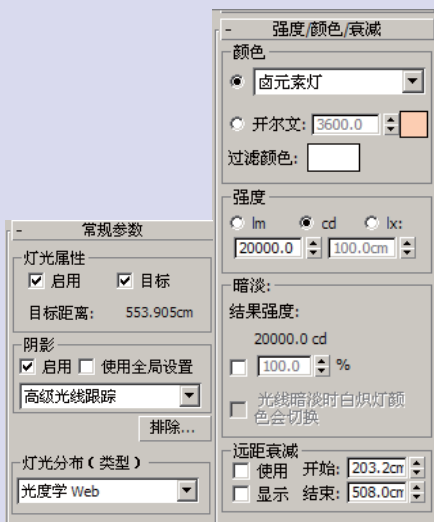 - 常规参数
灯光属性
启用 目标
目标距离: 553.905cm
阴影
启用 使用全局设置
高级光线跟踪
排除...
灯光分布(类型)
光度学 Web
- 强度/颜色/衰减
颜色
卤元素灯
开尔文: 3600.0
过滤颜色:
强度
lm cd lx:
20000.0 100.0cm
暗淡:
结果强度:
20000.0 cd
100.0 %
光线暗淡时白炽灯颜
色会切换
远距衰减
使用 开始: 203.2cm
显示 结束: 508.0cm